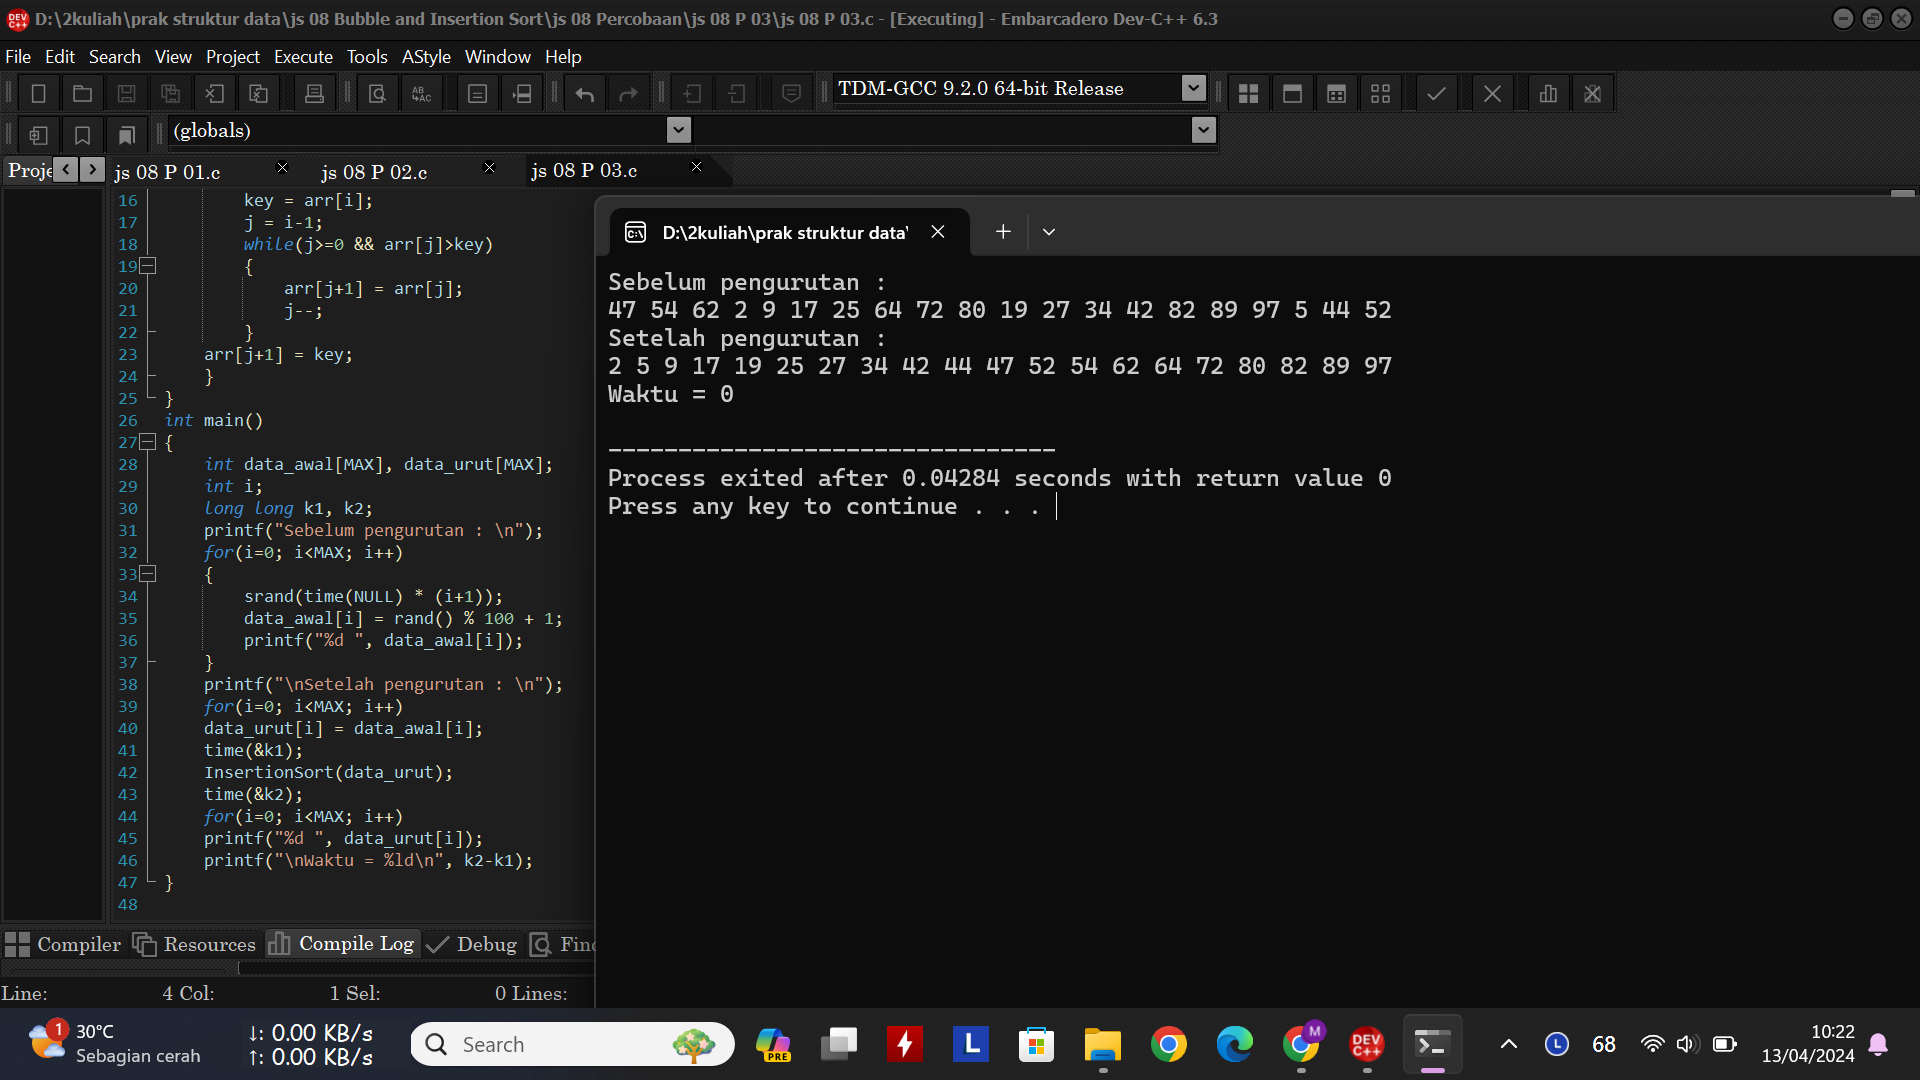 D:\2kuliah\prak struktur data\js 08 Bubble and Insertion Sort\js 08 Percobaan\js 08 P 03\js 08 P 03.c - [Executing] - Embarcadero Dev-C++ 6.3
File Edit Search View Project Execute Tools AStyle Window Help
TDM-GCC 9.2.0 64-bit Release
(globals)
Proje js 08 P 01.c js 08 P 02.c js 08 P 03.c
16 key = arr[i];
17 j = i-1;
18 while(j>=0 && arr[j]>key)
19 {
20 arr[j+1] = arr[j];
21 j--;
22 }
23 arr[j+1] = key;
24 }
25 }
26 int main()
27 {
28 int data_awal[MAX], data_urut[MAX];
29 int i;
30 long long k1, k2;
31 printf("Sebelum pengurutan : \n");
32 for(i=0; i<MAX; i++)
33 {
34 srand(time(NULL) * (i+1));
35 data_awal[i] = rand() % 100 + 1;
36 printf("%d ", data_awal[i]);
37 }
38 printf("\nSetelah pengurutan : \n");
39 for(i=0; i<MAX; i++)
40 data_urut[i] = data_awal[i];
41 time(&k1);
42 InsertionSort(data_urut);
43 time(&k2);
44 for(i=0; i<MAX; i++)
45 printf("%d ", data_urut[i]);
46 printf("\nWaktu = %ld\n", k2-k1);
47 }
48
D:\2kuliah\prak struktur data\
Sebelum pengurutan :
47 54 62 2 9 17 25 64 72 80 19 27 34 42 82 89 97 5 44 52
Setelah pengurutan :
2 5 9 17 19 25 27 34 42 44 47 52 54 62 64 72 80 82 89 97
Waktu = 0
--------------------------------
Process exited after 0.04284 seconds with return value 0
Press any key to continue . . .
Compiler Resources Compile Log Debug Find
Line: 4 Col: 1 Sel: 0 Lines:
1 30°C
Sebagian cerah
↓: 0.00 KB/s
↑: 0.00 KB/s
Search
PRE
L
M
DEV C++
L
68
10:22
13/04/2024